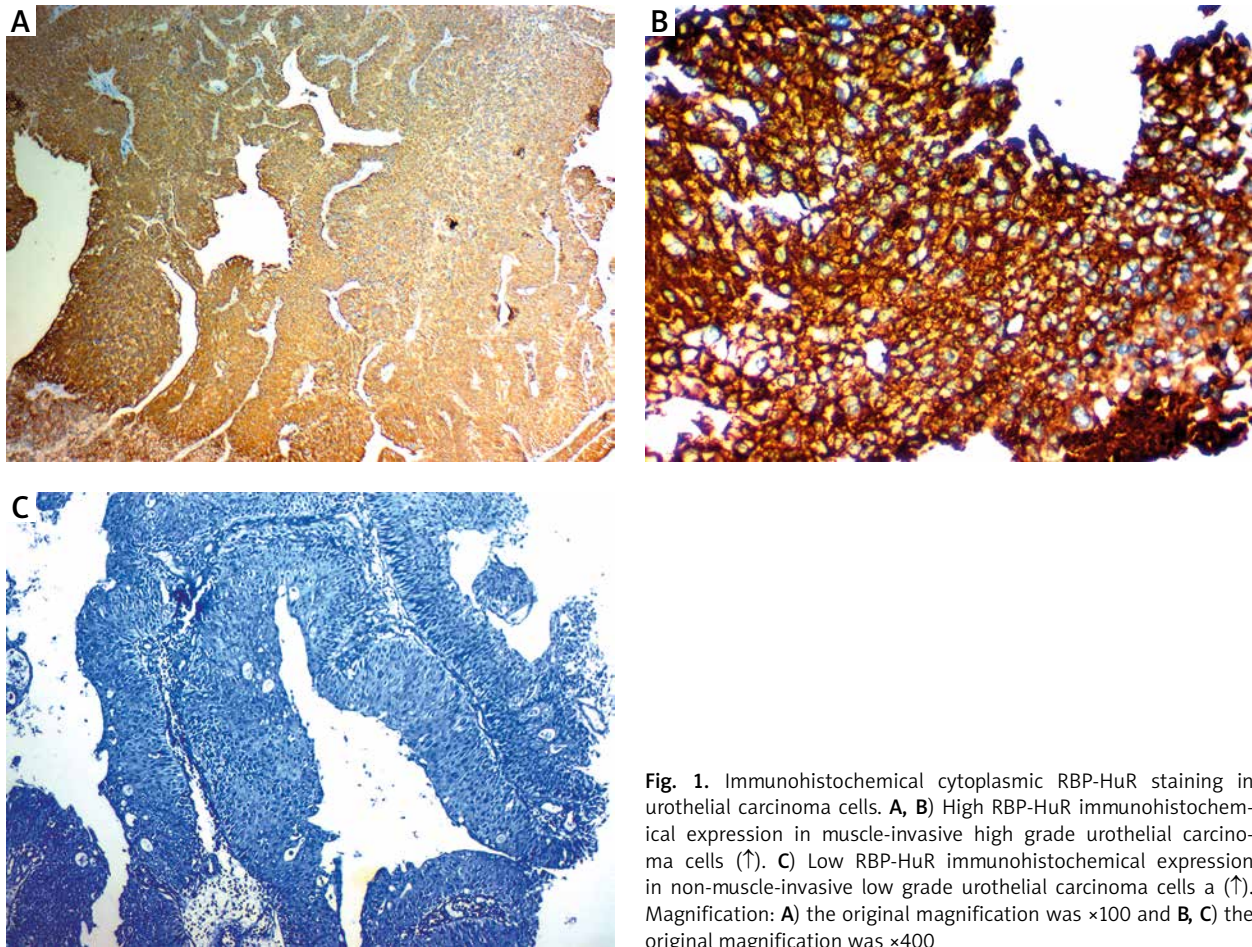 A
B
C
Fig. 1. Immunohistochemical cytoplasmic RBP-HuR staining in
urothelial carcinoma cells. A, B) High RBP-HuR immunohistochem-
ical expression in muscle-invasive high grade urothelial carcino-
ma cells (↑). C) Low RBP-HuR immunohistochemical expression
in non-muscle-invasive low grade urothelial carcinoma cells a (↑).
Magnification: A) the original magnification was ×100 and B, C) the
original magnification was ×400